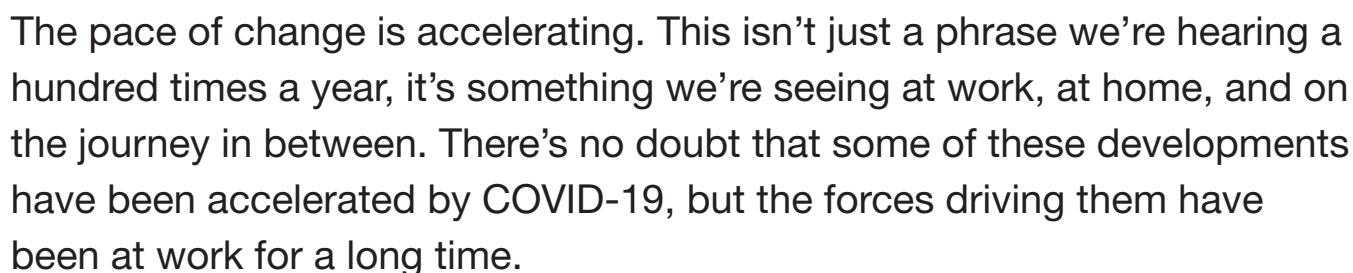 The pace of change is accelerating. This isn’t just a phrase we’re hearing a
hundred times a year, it’s something we’re seeing at work, at home, and on
the journey in between. There’s no doubt that some of these developments
have been accelerated by COVID-19, but the forces driving them have
been at work for a long time.